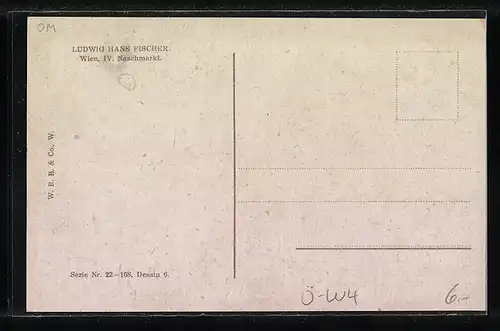 OM
LUDWIG HANS FISCHER.
Wien, IV. Naschmarkt.
W. R. B. & Co., W.
Serie Nr. 22—168, Dessin 6.
Ö-W4
6.-